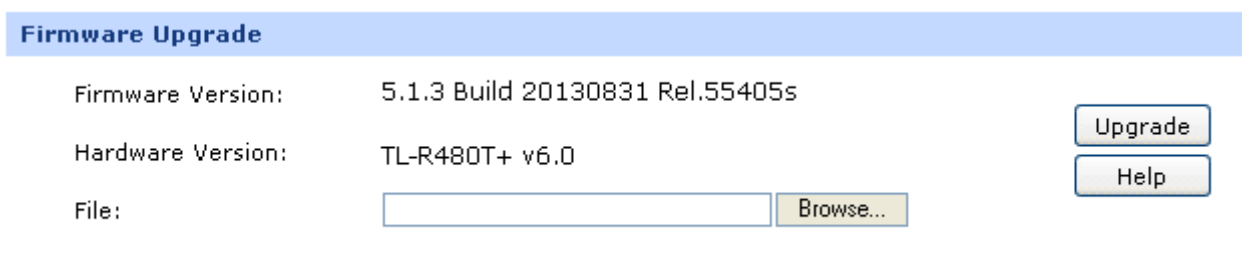 Firmware Upgrade
Firmware Version: 5.1.3 Build 20130831 Rel.55405s
Upgrade
Hardware Version: TL-R480T+ v6.0
Help
File: Browse...